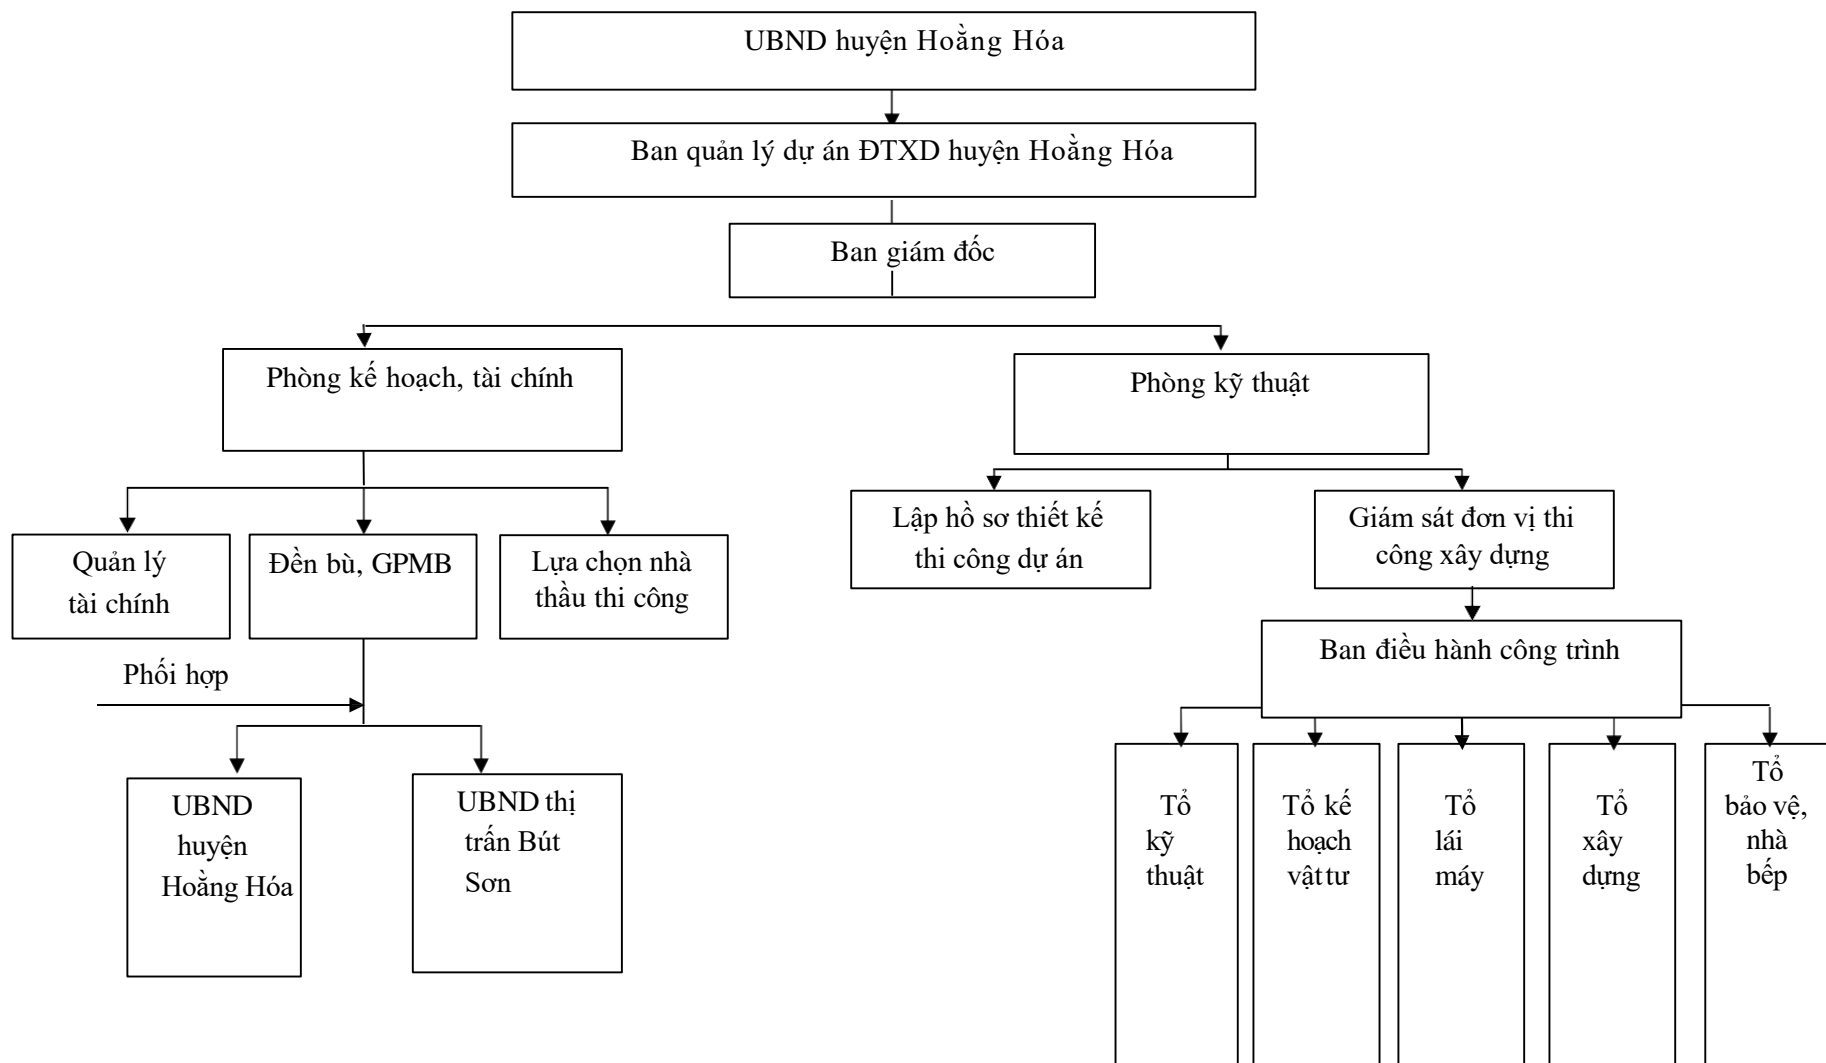 UBND huyện Hoằng Hóa
Ban quản lý dự án ĐTXD huyện Hoằng Hóa
Ban giám đốc
Phòng kế hoạch, tài chính
Phòng kỹ thuật
Quản lý
tài chính
Đền bù, GPMB
Lựa chọn nhà
thầu thi công
Lập hồ sơ thiết kế
thi công dự án
Giám sát đơn vị thi
công xây dựng
Phối hợp
Ban điều hành công trình
UBND
huyện
Hoằng Hóa
UBND thị
trấn Bút
Sơn
Tổ
kỹ
thuật
Tổ kế
hoạch
vật tư
Tổ
lái
máy
Tổ
xây
dựng
Tổ
bảo vệ,
nhà
bếp